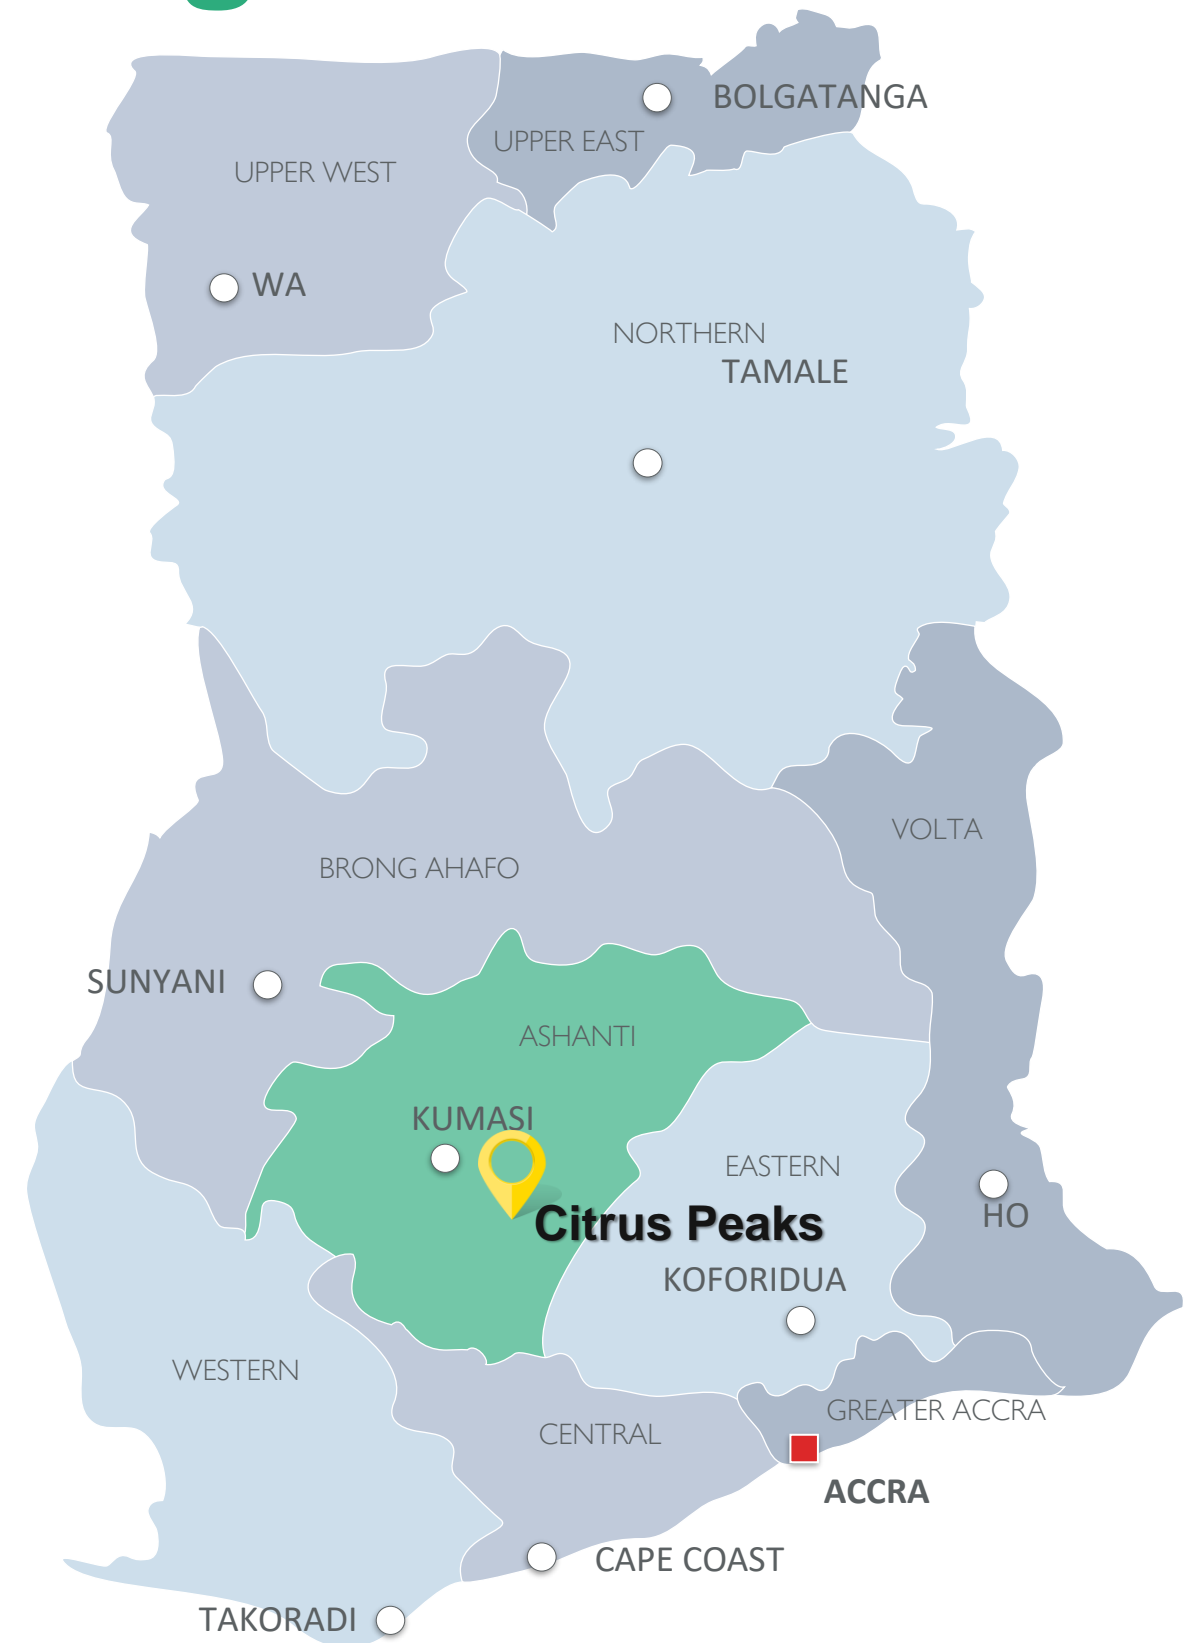 BOLGATANGA
UPPER EAST
UPPER WEST
WA
NORTHERN
TAMALE
VOLTA
BRONG AHAFO
SUNYANI
ASHANTI
KUMASI
EASTERN
HO
Citrus Peaks
KOFORIDUA
WESTERN
GREATER ACCRA
CENTRAL
ACCRA
CAPE COAST
TAKORADI